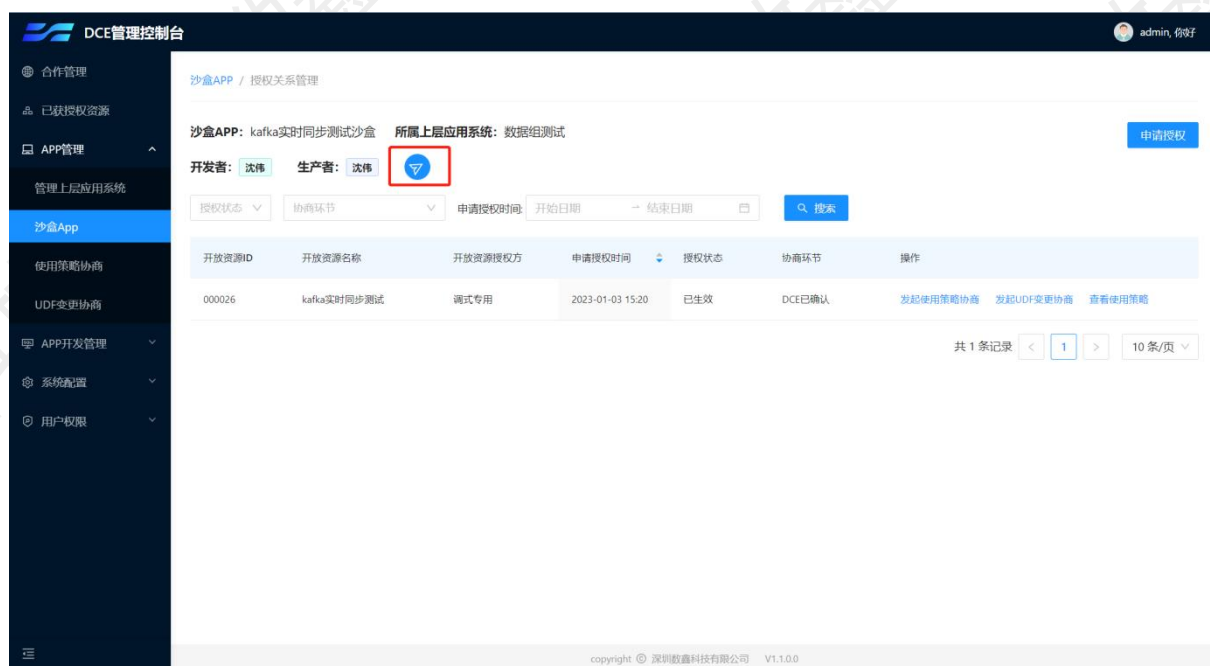 DCE管理控制台
admin, 你好
合作管理
已获授权资源
APP管理
管理上层应用系统
沙盒App
使用策略协商
UDF变更协商
APP开发管理
系统配置
用户权限
沙盒APP / 授权关系管理
沙盒APP：kafka实时同步测试沙盒 所属上层应用系统：数据组测试
申请授权
开发者： 沈伟 生产者： 沈伟
授权状态 协商环节 申请授权时间: 开始日期 → 结束日期 搜索
开放资源ID 开放资源名称 开放资源授权方 申请授权时间 授权状态 协商环节 操作
000026 kafka实时同步测试 调式专用 2023-01-03 15:20 已生效 DCE已确认 发起使用策略协商 发起UDF变更协商 查看使用策略
共 1 条记录 < 1 > 10 条/页
copyright © 深圳数鑫科技有限公司 V1.1.0.0